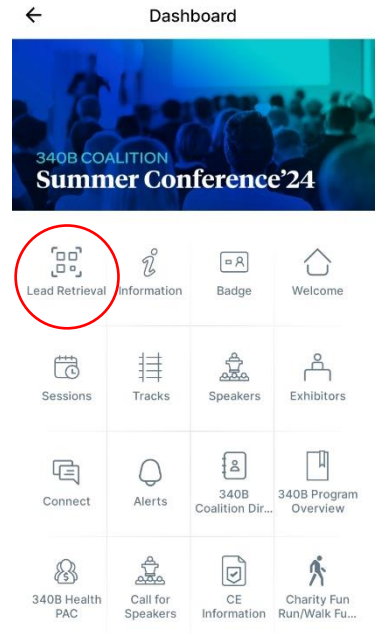 Dashboard
340B COALITION
Summer Conference'24
Lead Retrieval Information Badge Welcome
Sessions Tracks Speakers Exhibitors
Connect Alerts 340B Coalition Dir... 340B Program Overview
340B Health PAC Call for Speakers CE Information Charity Fun Run/Walk Fu...